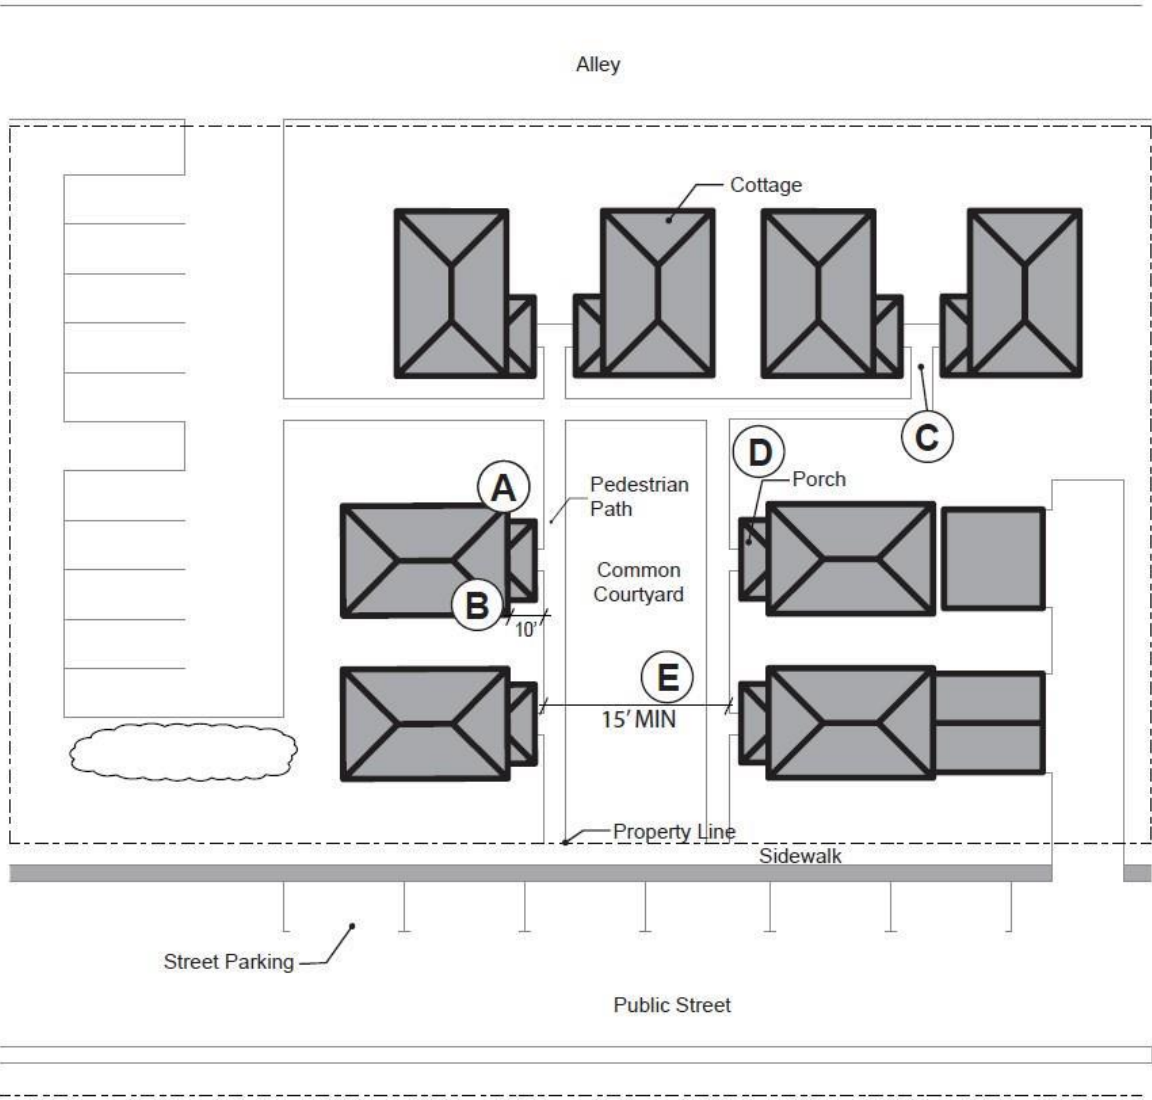 Alley
Cottage
C
D
Porch
A
Pedestrian
Path
Common
Courtyard
B
10'
E
15' MIN
Property Line
Sidewalk
Street Parking
Public Street